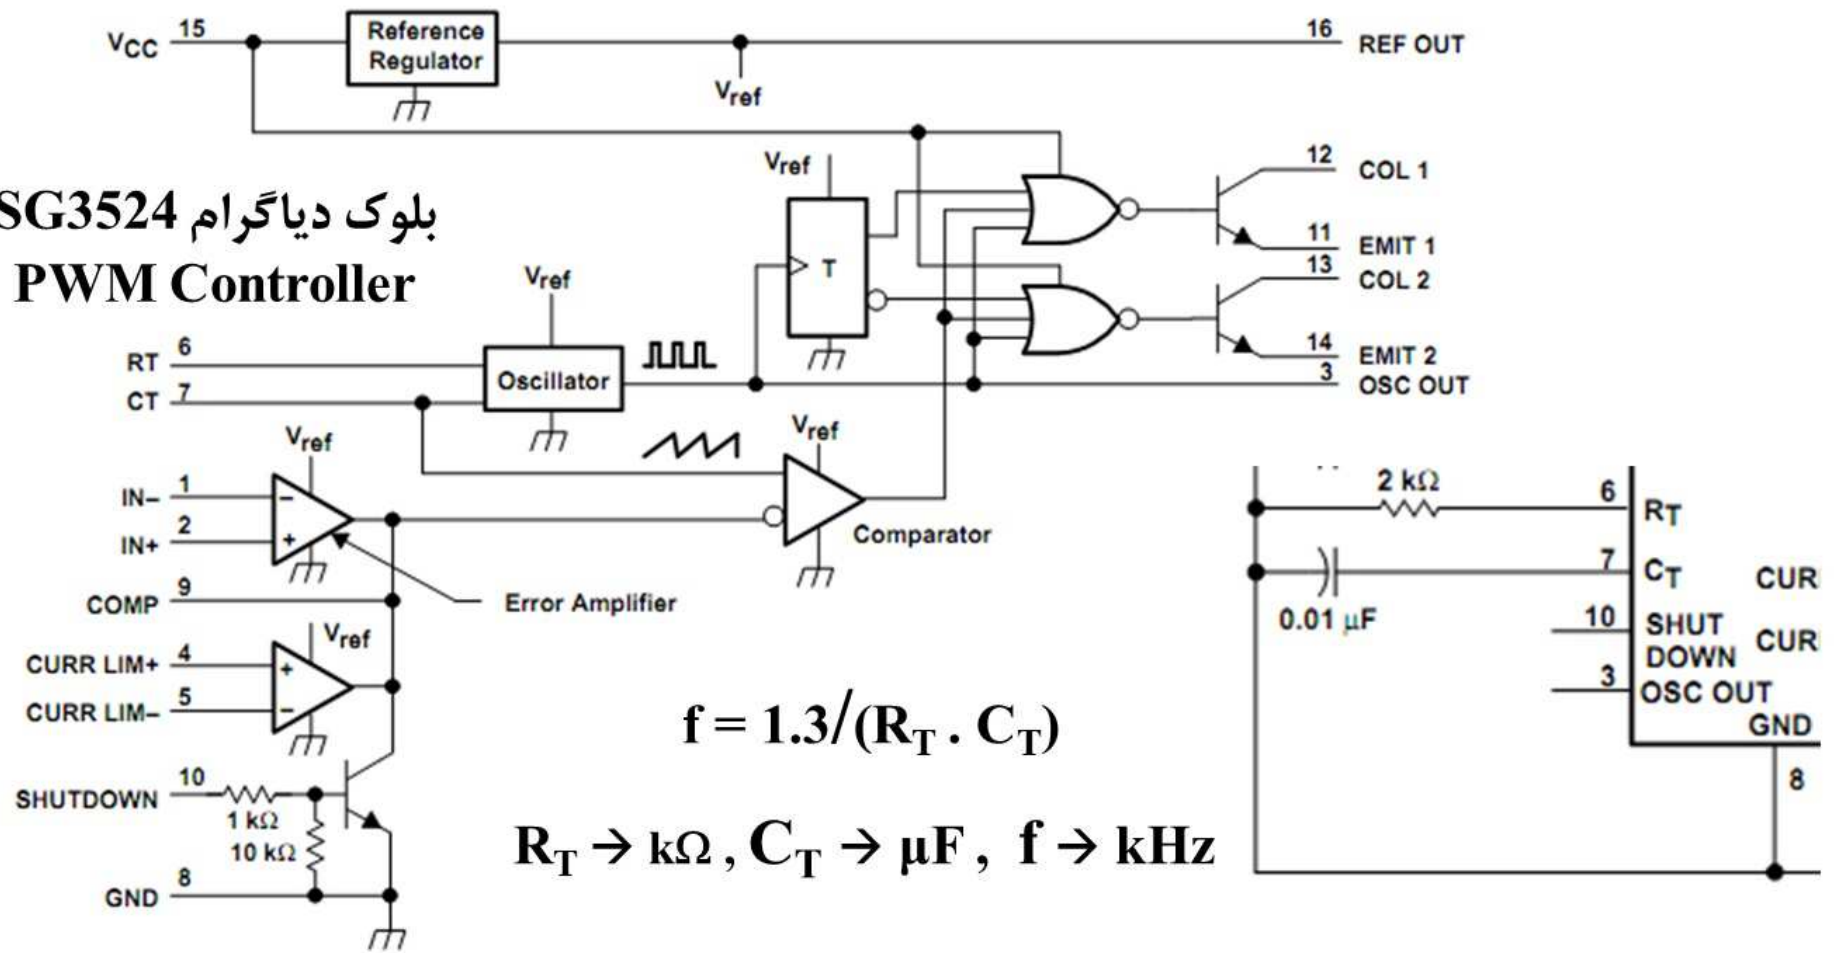 VCC 15
Reference
Regulator
16 REF OUT
Vref
Vref
12 COL 1
11 EMIT 1
13 COL 2
14 EMIT 2
3 OSC OUT
T
بلوک دیاگرام SG3524
PWM Controller
Vref
RT 6
CT 7
Oscillator
Vref
Comparator
Vref
IN– 1
IN+ 2
– +
Error Amplifier
COMP 9
Vref
CURR LIM+ 4
CURR LIM– 5
+ –
SHUTDOWN 10
1 kΩ
10 kΩ
GND 8
f = 1.3/(RT . CT)
RT → kΩ , CT → µF , f → kHz
2 kΩ
6 RT
7 CT
0.01 µF
10 SHUT
DOWN
3 OSC OUT
GND
8
CUR
CUR